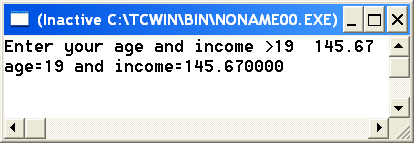 (Inactive C:\TCWIN\BIN\NONAME00.EXE)
Enter your age and income >19  145.67
age=19 and income=145.670000